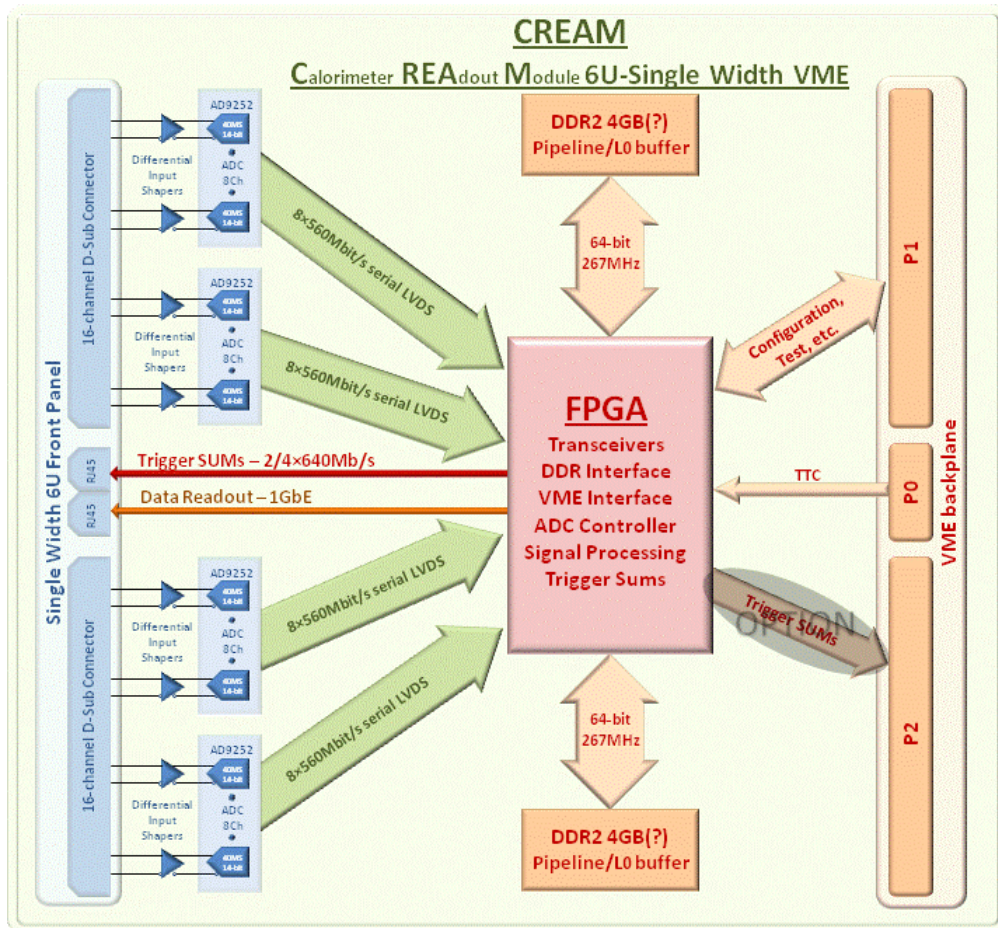 CREAM
Calorimeter REAdout Module 6U-Single Width VME
Single Width 6U Front Panel
16-channel D-Sub Connector
Differential
Input
Shapers
AD9252
40MS
14-bit
ADC
8Ch
40MS
14-bit
8×560Mbit/s serial LVDS
Differential
Input
Shapers
AD9252
40MS
14-bit
ADC
8Ch
40MS
14-bit
8×560Mbit/s serial LVDS
RJ45
Trigger SUMs – 2/4×640Mb/s
RJ45
Data Readout – 1GbE
16-channel D-Sub Connector
Differential
Input
Shapers
AD9252
40MS
14-bit
ADC
8Ch
40MS
14-bit
8×560Mbit/s serial LVDS
Differential
Input
Shapers
AD9252
40MS
14-bit
ADC
8Ch
40MS
14-bit
8×560Mbit/s serial LVDS
DDR2 4GB(?)
Pipeline/L0 buffer
64-bit
267MHz
FPGA
Transceivers
DDR Interface
VME Interface
ADC Controller
Signal Processing
Trigger Sums
64-bit
267MHz
DDR2 4GB(?)
Pipeline/L0 buffer
Configuration,
Test, etc.
TTC
Trigger SUMs
OPTION
P1
P0
P2
VME backplane